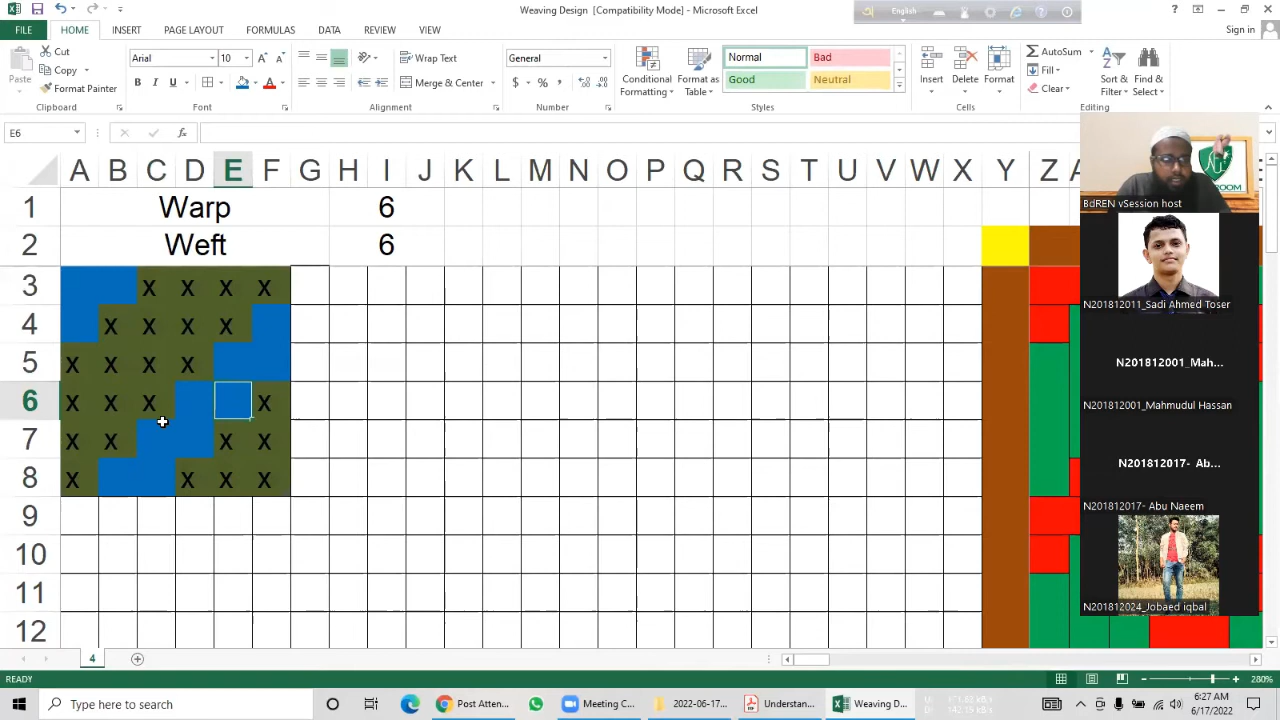 Weaving Design [Compatibility Mode] - Microsoft Excel
English
Sign in
FILE HOME INSERT PAGE LAYOUT FORMULAS DATA REVIEW VIEW
Cut
Copy
Format Painter
Paste
Clipboard
Arial 10
B I U
Font
Wrap Text
Merge & Center
Alignment
General
$ % ,
Number
Conditional Formatting
Format as Table
Normal Bad
Good Neutral
Styles
Insert Delete Format
Cells
AutoSum
Fill
Clear
Sort & Filter
Find & Select
Editing
E6
A B C D E F G H I J K L M N O P Q R S T U V W X Y Z
1 Warp 6
2 Weft 6
3 X X X X
4 X X X X
5 X X X X
6 X X X X
7 X X X X
8 X X X X
9
10
11
12
BdREN vSession host
N201812011_Sadi Ahmed Toser
N201812001_Mah...
N201812001_Mahmudul Hassan
N201812017- Ab...
N201812017- Abu Naeem
N201812024_Jobaed iqbal
4
READY
280%
Type here to search
Post Atten...
Meeting C...
2022-06-17...
Understan...
Weaving D...
6:27 AM
6/17/2022